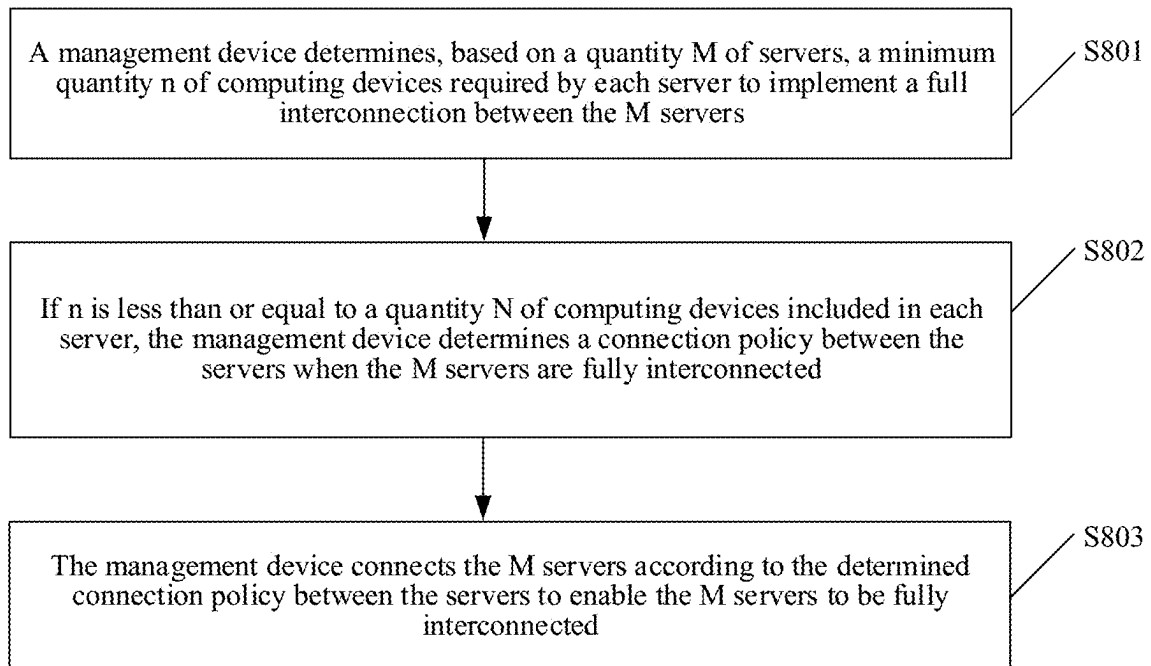 A management device determines, based on a quantity M of servers, a minimum
quantity n of computing devices required by each server to implement a full
interconnection between the M servers
S801
If n is less than or equal to a quantity N of computing devices included in each
server, the management device determines a connection policy between the
servers when the M servers are fully interconnected
S802
The management device connects the M servers according to the determined
connection policy between the servers to enable the M servers to be fully
interconnected
S803